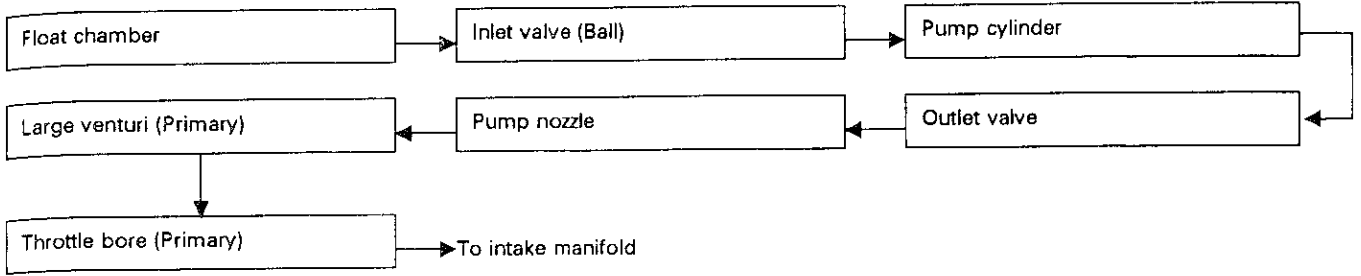 Float chamber
Inlet valve (Ball)
Pump cylinder
Outlet valve
Pump nozzle
Large venturi (Primary)
Throttle bore (Primary)
To intake manifold